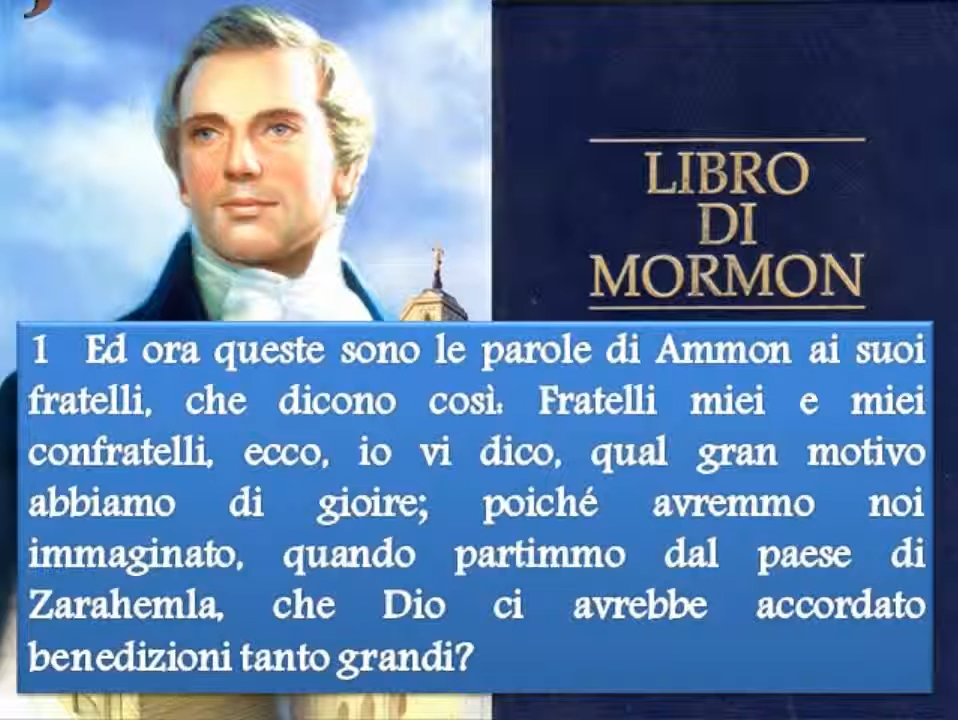 LIBRO
DI
MORMON
1 Ed ora queste sono le parole di Ammon ai suoi
fratelli, che dicono così: Fratelli miei e miei
confratelli, ecco, io vi dico, qual gran motivo
abbiamo di gioire; poiché avremmo noi
immaginato, quando partimmo dal paese di
Zarahemla, che Dio ci avrebbe accordato
benedizioni tanto grandi?